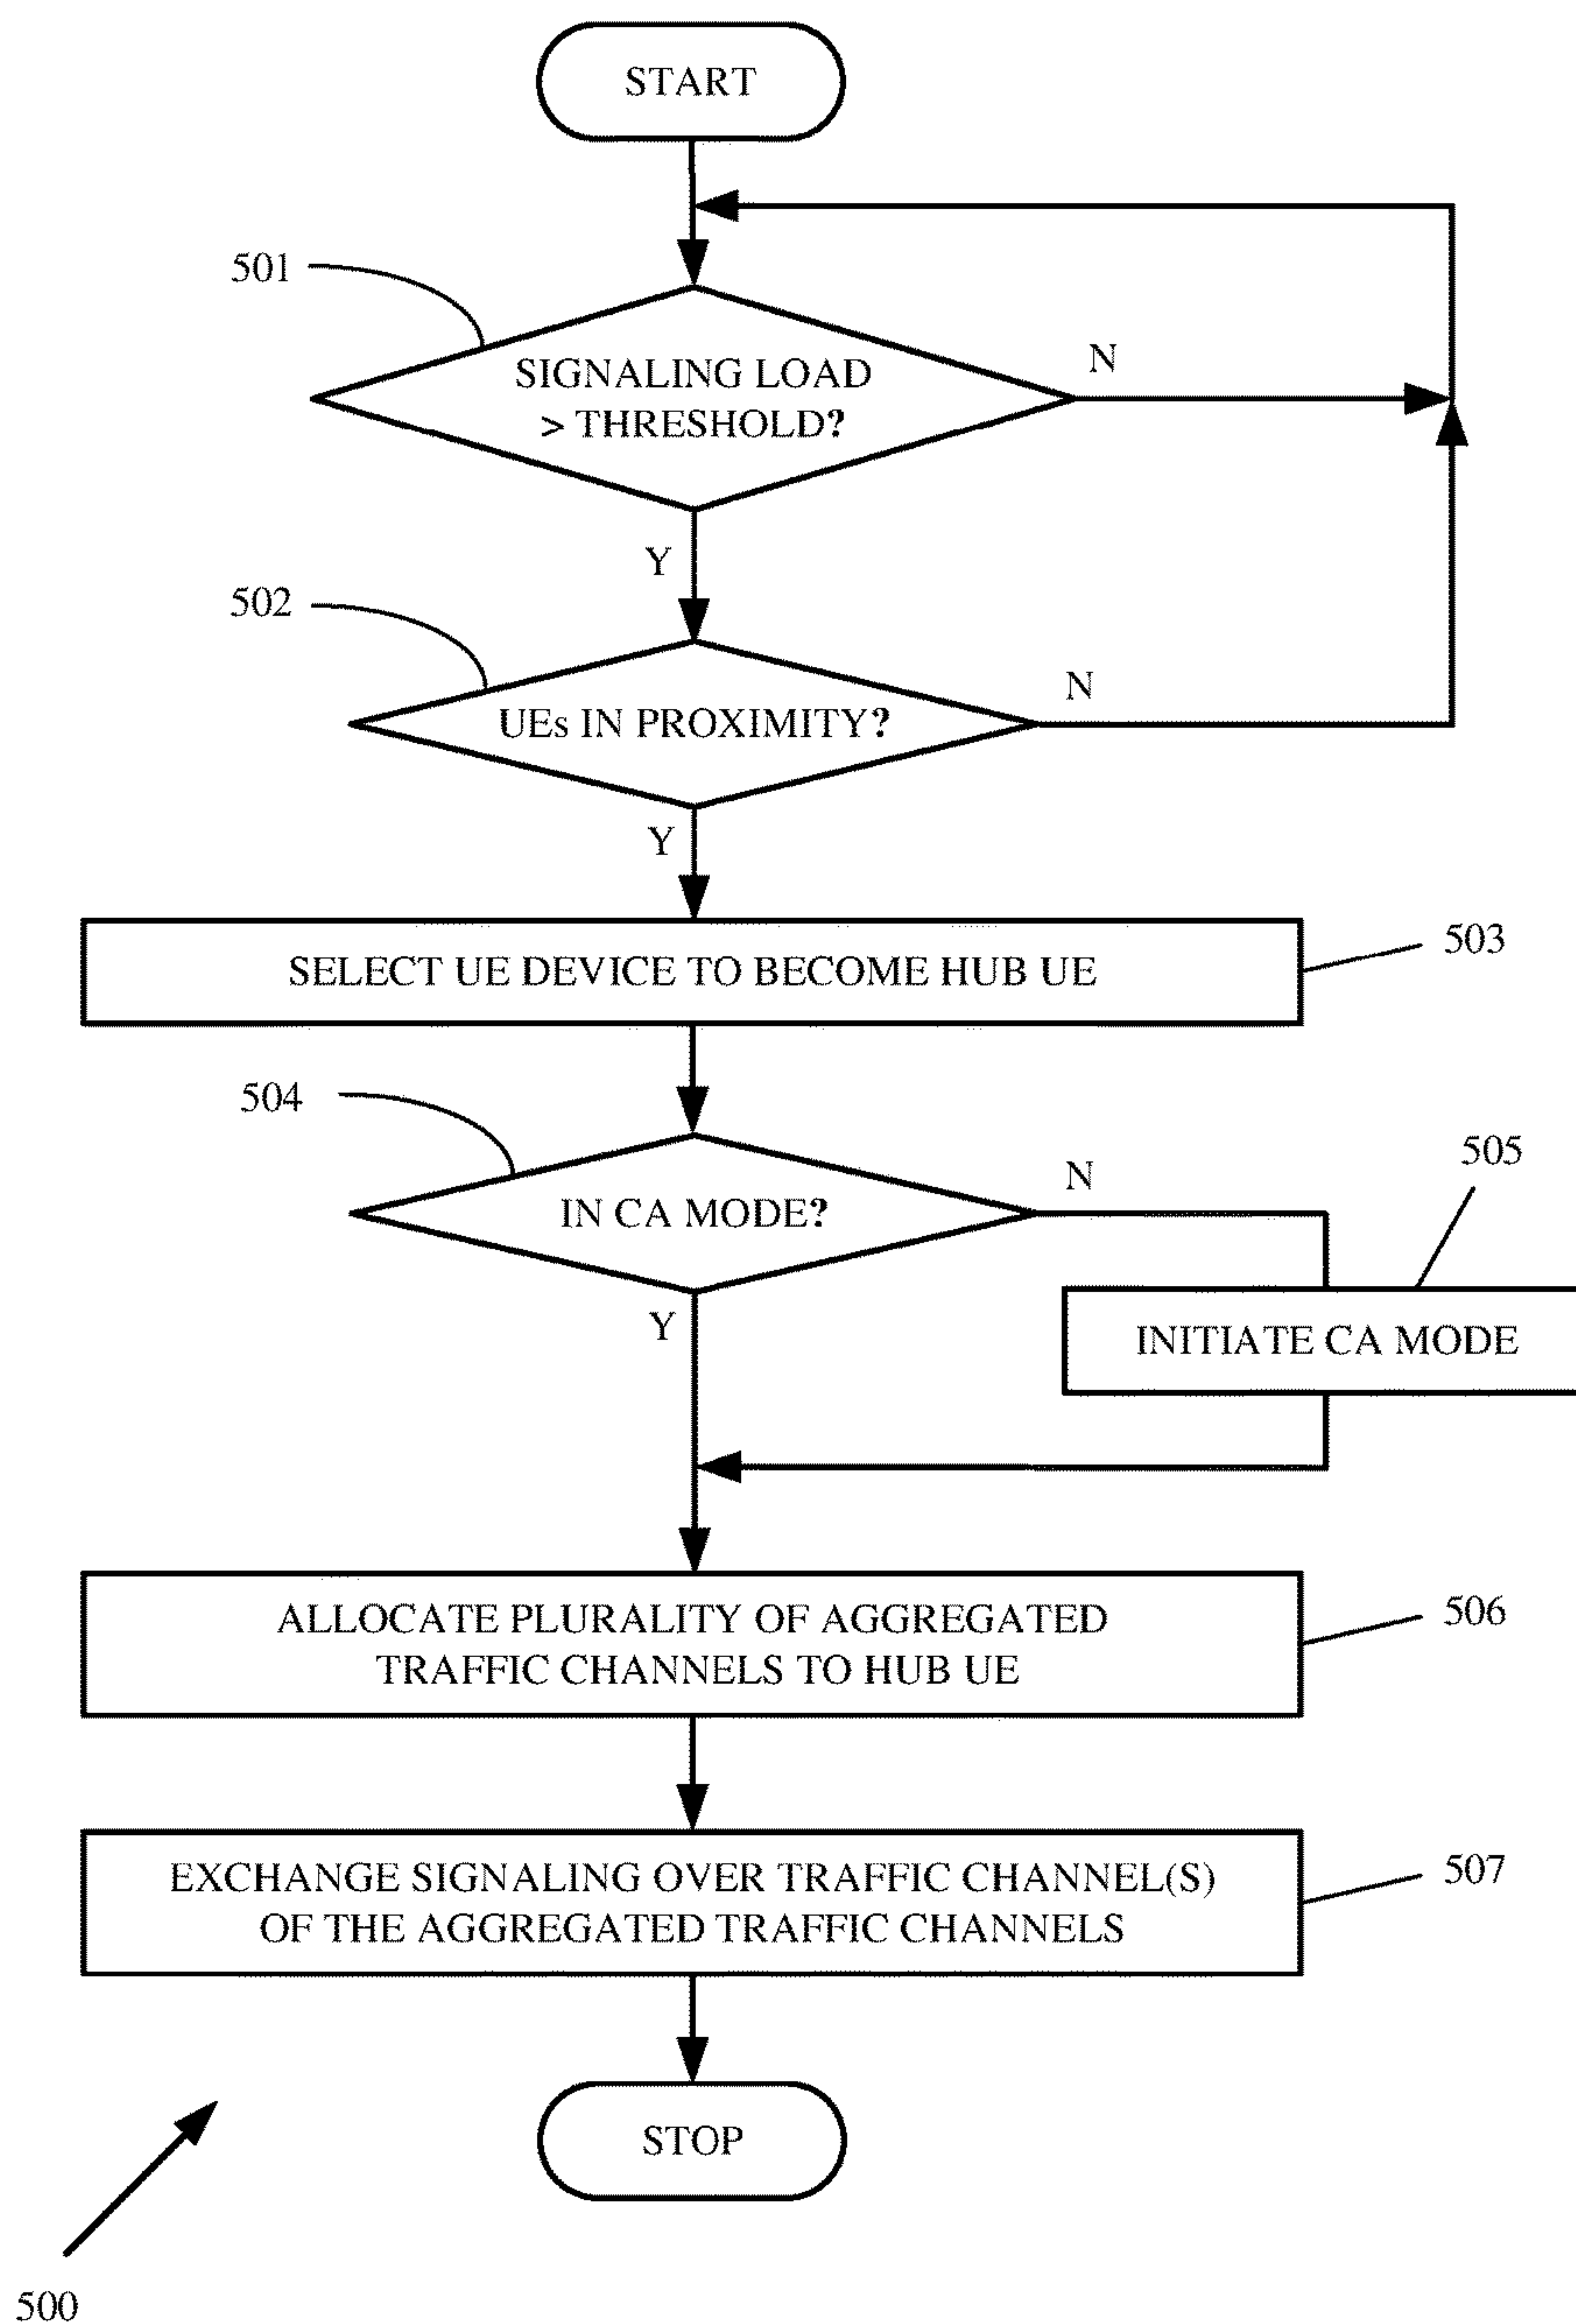 START
501
SIGNALING LOAD
> THRESHOLD?
N
Y
502
UEs IN PROXIMITY?
N
Y
SELECT UE DEVICE TO BECOME HUB UE
503
504
IN CA MODE?
N
505
Y
INITIATE CA MODE
ALLOCATE PLURALITY OF AGGREGATED
TRAFFIC CHANNELS TO HUB UE
506
EXCHANGE SIGNALING OVER TRAFFIC CHANNEL(S)
OF THE AGGREGATED TRAFFIC CHANNELS
507
STOP
500